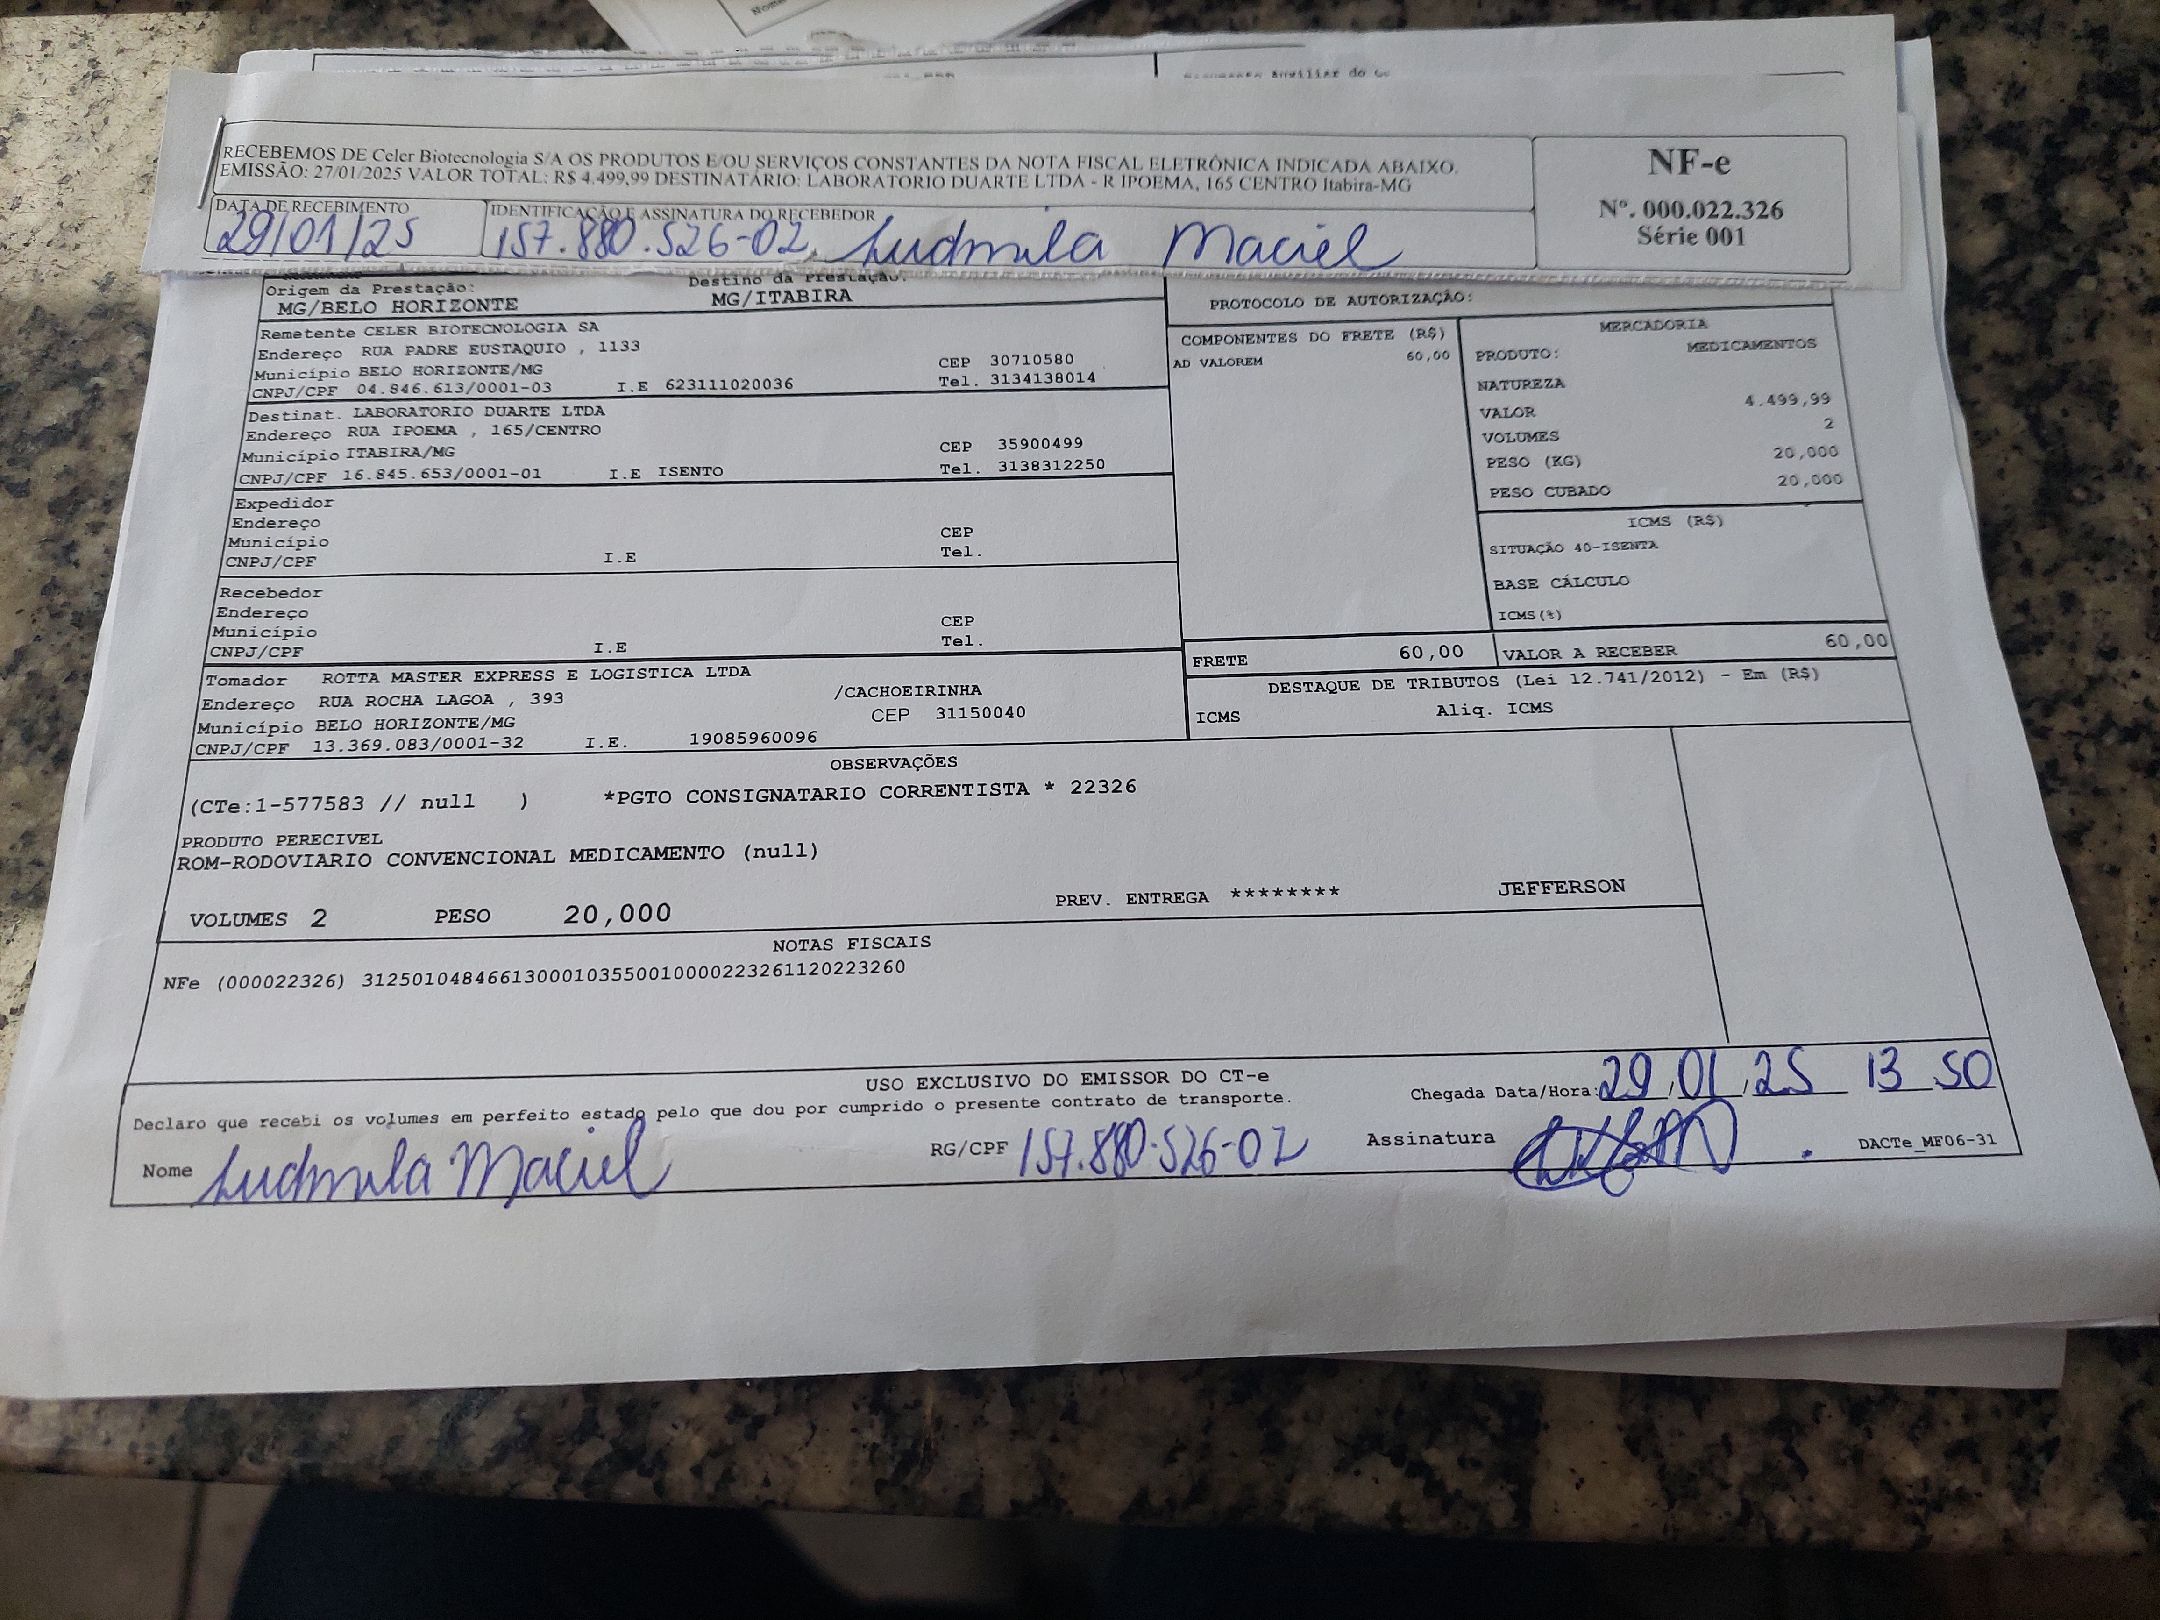 Nome
RECEBEMOS DE Celer Biotecnologia S/A OS PRODUTOS E/OU SERVIÇOS CONSTANTES DA NOTA FISCAL ELETRÔNICA INDICADA ABAIXO.
EMISSÃO: 27/01/2025 VALOR TOTAL: R$ 4.499,99 DESTINATÁRIO: LABORATORIO DUARTE LTDA - R IPOEMA, 165 CENTRO Itabira-MG
NF-e
Nº. 000.022.326
Série 001
DATA DE RECEBIMENTO
29/01/25
IDENTIFICAÇÃO E ASSINATURA DO RECEBEDOR
157.880.526-02, Ludmila Maciel
Origem da Prestação:
MG/BELO HORIZONTE
Destino da Prestação:
MG/ITABIRA
PROTOCOLO DE AUTORIZAÇÃO:
Remetente CELER BIOTECNOLOGIA SA
Endereço RUA PADRE EUSTAQUIO , 1133
Município BELO HORIZONTE/MG CEP 30710580
CNPJ/CPF 04.846.613/0001-03 I.E 623111020036 Tel. 3134138014
Destinat. LABORATORIO DUARTE LTDA
Endereço RUA IPOEMA , 165/CENTRO
Município ITABIRA/MG CEP 35900499
CNPJ/CPF 16.845.653/0001-01 I.E ISENTO Tel. 3138312250
Expedidor
Endereço
Município CEP
CNPJ/CPF I.E Tel.
Recebedor
Endereço
Município CEP
CNPJ/CPF I.E Tel.
Tomador ROTTA MASTER EXPRESS E LOGISTICA LTDA
Endereço RUA ROCHA LAGOA , 393 /CACHOEIRINHA
Município BELO HORIZONTE/MG CEP 31150040
CNPJ/CPF 13.369.083/0001-32 I.E. 19085960096
COMPONENTES DO FRETE (R$)
AD VALOREM 60,00
MERCADORIA
PRODUTO: MEDICAMENTOS
NATUREZA
VALOR 4.499,99
VOLUMES 2
PESO (KG) 20,000
PESO CUBADO 20,000
ICMS (R$)
SITUAÇÃO 40-ISENTA
BASE CÁLCULO
ICMS(%)
FRETE 60,00
VALOR A RECEBER 60,00
DESTAQUE DE TRIBUTOS (Lei 12.741/2012) - Em (R$)
ICMS Aliq. ICMS
OBSERVAÇÕES
(CTe:1-577583 // null ) *PGTO CONSIGNATARIO CORRENTISTA * 22326
PRODUTO PERECIVEL
ROM-RODOVIARIO CONVENCIONAL MEDICAMENTO (null)
VOLUMES 2 PESO 20,000 PREV. ENTREGA ******** JEFFERSON
NOTAS FISCAIS
NFe (000022326) 31250104846613000103550010000223261120223260
USO EXCLUSIVO DO EMISSOR DO CT-e
Declaro que recebi os volumes em perfeito estado pelo que dou por cumprido o presente contrato de transporte.
Chegada Data/Hora: 29/01/25 13 50
Nome Ludmila Maciel RG/CPF 157.880.526-02 Assinatura
DACTe_MF06-31